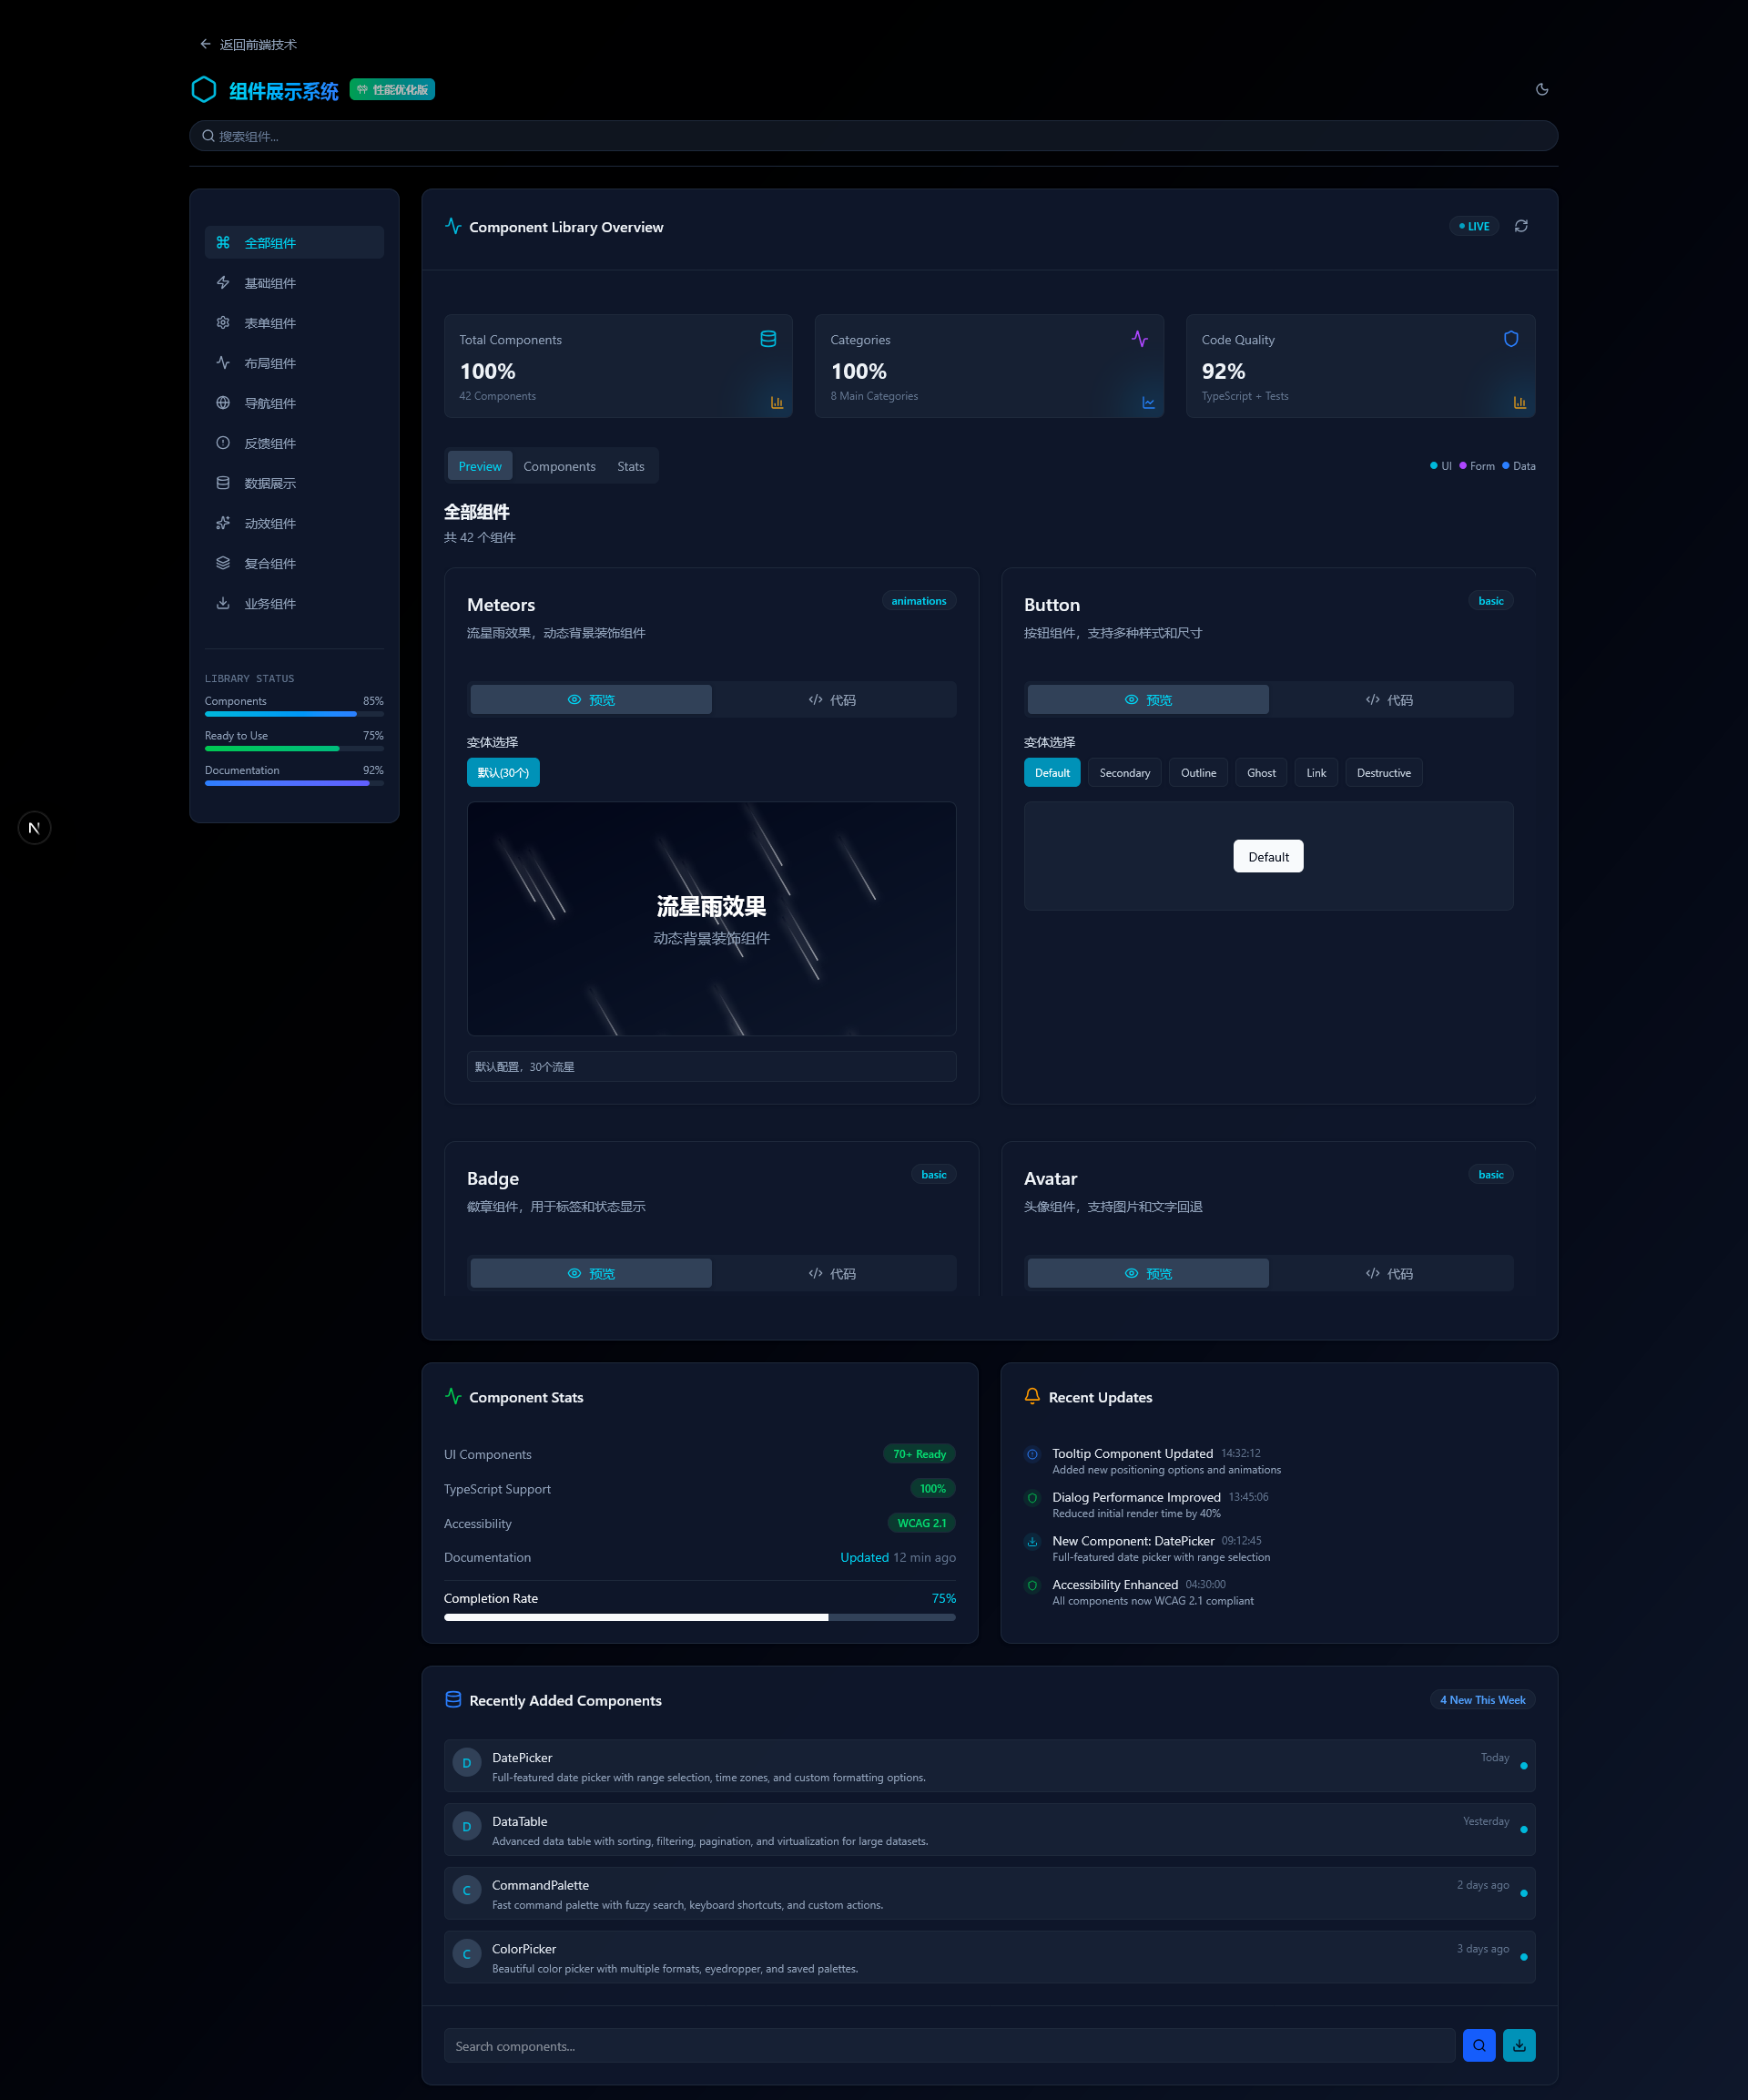 返回前端技术
组件展示系统
🚧 性能优化版
搜索组件...
全部组件
基础组件
表单组件
布局组件
导航组件
反馈组件
数据展示
动效组件
复合组件
业务组件
LIBRARY STATUS
Components 85%
Ready to Use 75%
Documentation 92%
N
Component Library Overview
LIVE
Total Components
100%
42 Components
Categories
100%
8 Main Categories
Code Quality
92%
TypeScript + Tests
Preview Components Stats
UI Form Data
全部组件
共 42 个组件
Meteors
animations
流星雨效果，动态背景装饰组件
预览 代码
变体选择
默认(30个)
流星雨效果
动态背景装饰组件
默认配置，30个流星
Button
basic
按钮组件，支持多种样式和尺寸
预览 代码
变体选择
Default Secondary Outline Ghost Link Destructive
Default
Badge
basic
徽章组件，用于标签和状态显示
预览 代码
Avatar
basic
头像组件，支持图片和文字回退
预览 代码
Component Stats
UI Components 70+ Ready
TypeScript Support 100%
Accessibility WCAG 2.1
Documentation Updated 12 min ago
Completion Rate 75%
Recent Updates
Tooltip Component Updated 14:32:12
Added new positioning options and animations
Dialog Performance Improved 13:45:06
Reduced initial render time by 40%
New Component: DatePicker 09:12:45
Full-featured date picker with range selection
Accessibility Enhanced 04:30:00
All components now WCAG 2.1 compliant
Recently Added Components
4 New This Week
D
DatePicker
Today
Full-featured date picker with range selection, time zones, and custom formatting options.
D
DataTable
Yesterday
Advanced data table with sorting, filtering, pagination, and virtualization for large datasets.
C
CommandPalette
2 days ago
Fast command palette with fuzzy search, keyboard shortcuts, and custom actions.
C
ColorPicker
3 days ago
Beautiful color picker with multiple formats, eyedropper, and saved palettes.
Search components...